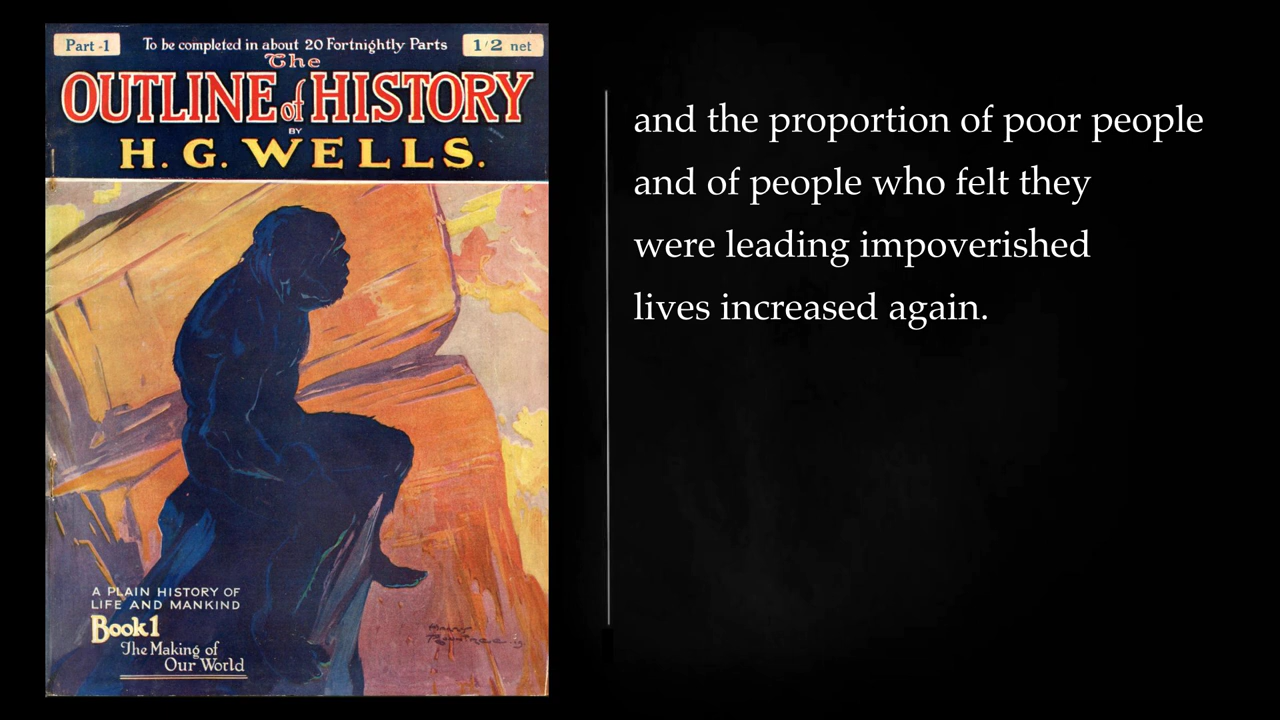 Part -1
To be completed in about 20 Fortnightly Parts
1/2 net
The
OUTLINE of HISTORY
BY
H. G. WELLS.
A PLAIN HISTORY OF
LIFE AND MANKIND
Book 1
The Making of
Our World
and the proportion of poor people
and of people who felt they
were leading impoverished
lives increased again.